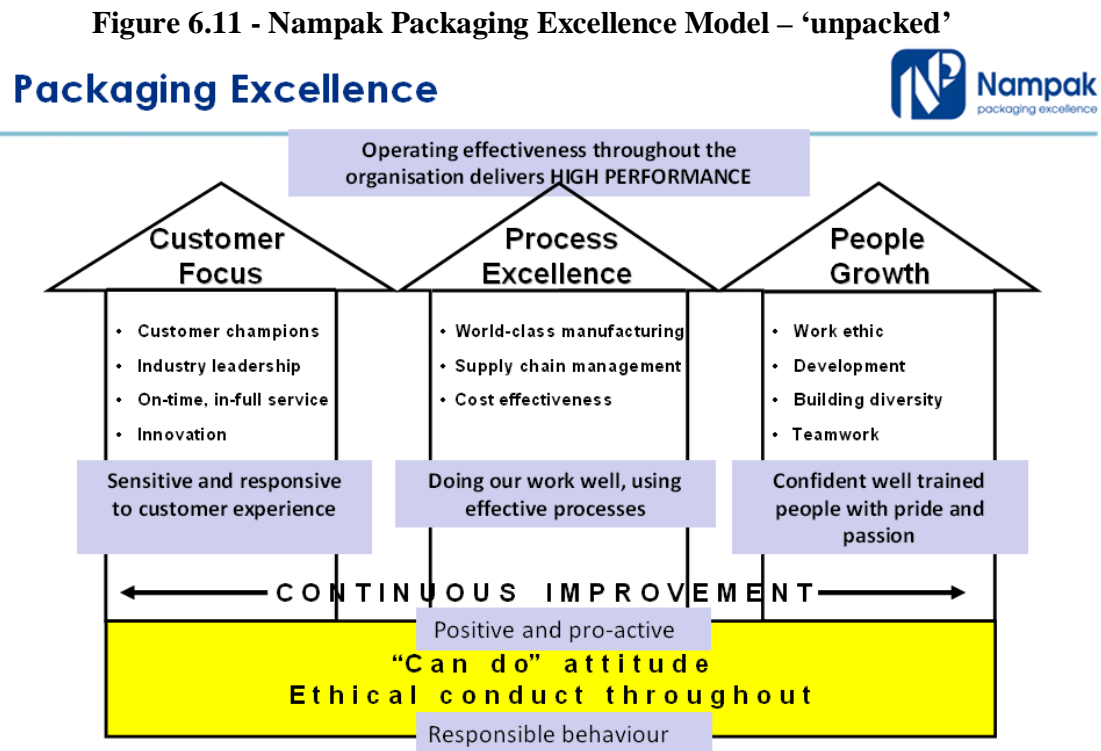 Figure 6.11 - Nampak Packaging Excellence Model – ‘unpacked’
Packaging Excellence
Nampak
packaging excellence
Operating effectiveness throughout the
organisation delivers HIGH PERFORMANCE
Customer
Focus
• Customer champions
• Industry leadership
• On-time, in-full service
• Innovation
Sensitive and responsive
to customer experience
Process
Excellence
• World-class manufacturing
• Supply chain management
• Cost effectiveness
Doing our work well, using
effective processes
People
Growth
• Work ethic
• Development
• Building diversity
• Teamwork
Confident well trained
people with pride and
passion
CONTINUOUS IMPROVEMENT
Positive and pro-active
“Can do” attitude
Ethical conduct throughout
Responsible behaviour